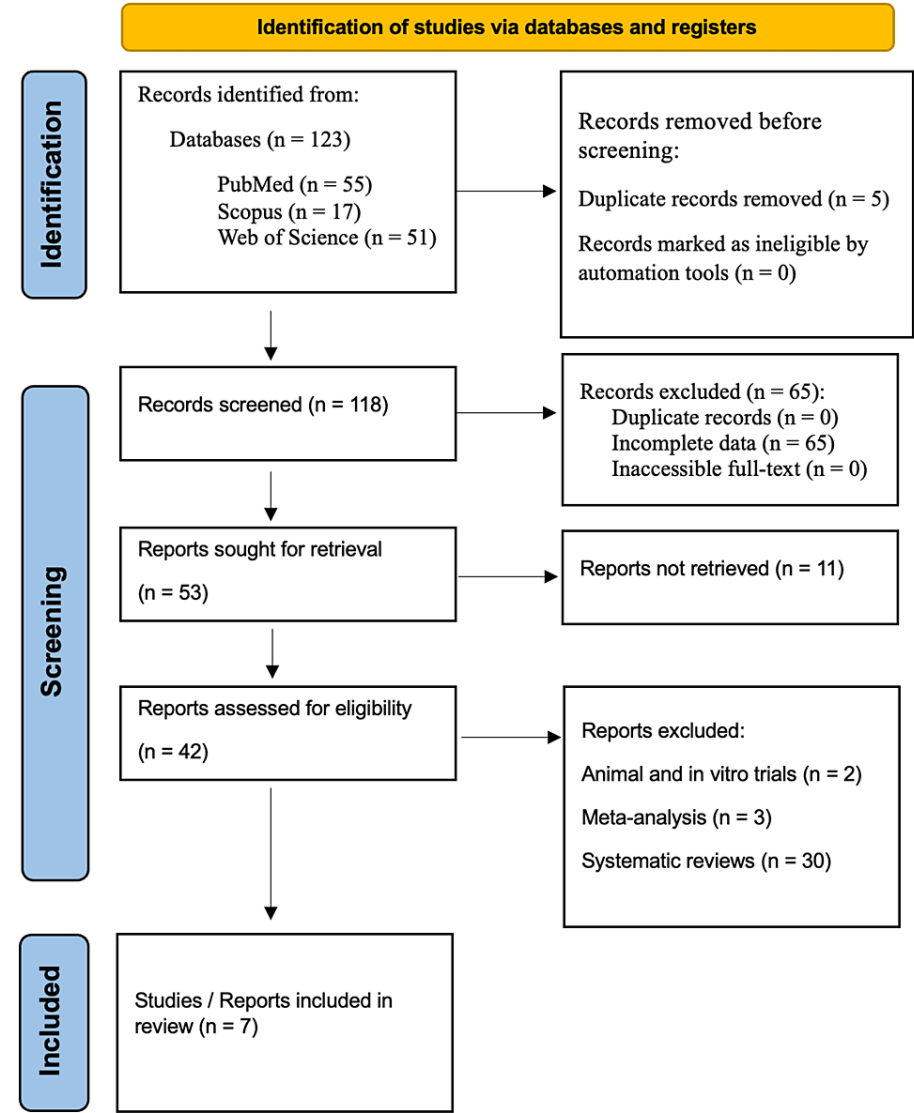 Identification of studies via databases and registers
Identification
Records identified from:
Databases (n = 123)
PubMed (n = 55)
Scopus (n = 17)
Web of Science (n = 51)
Records removed before
screening:
Duplicate records removed (n = 5)
Records marked as ineligible by
automation tools (n = 0)
Screening
Records screened (n = 118)
Records excluded (n = 65):
Duplicate records (n = 0)
Incomplete data (n = 65)
Inaccessible full-text (n = 0)
Reports sought for retrieval
(n = 53)
Reports not retrieved (n = 11)
Reports assessed for eligibility
(n = 42)
Reports excluded:
Animal and in vitro trials (n = 2)
Meta-analysis (n = 3)
Systematic reviews (n = 30)
Included
Studies / Reports included in
review (n = 7)